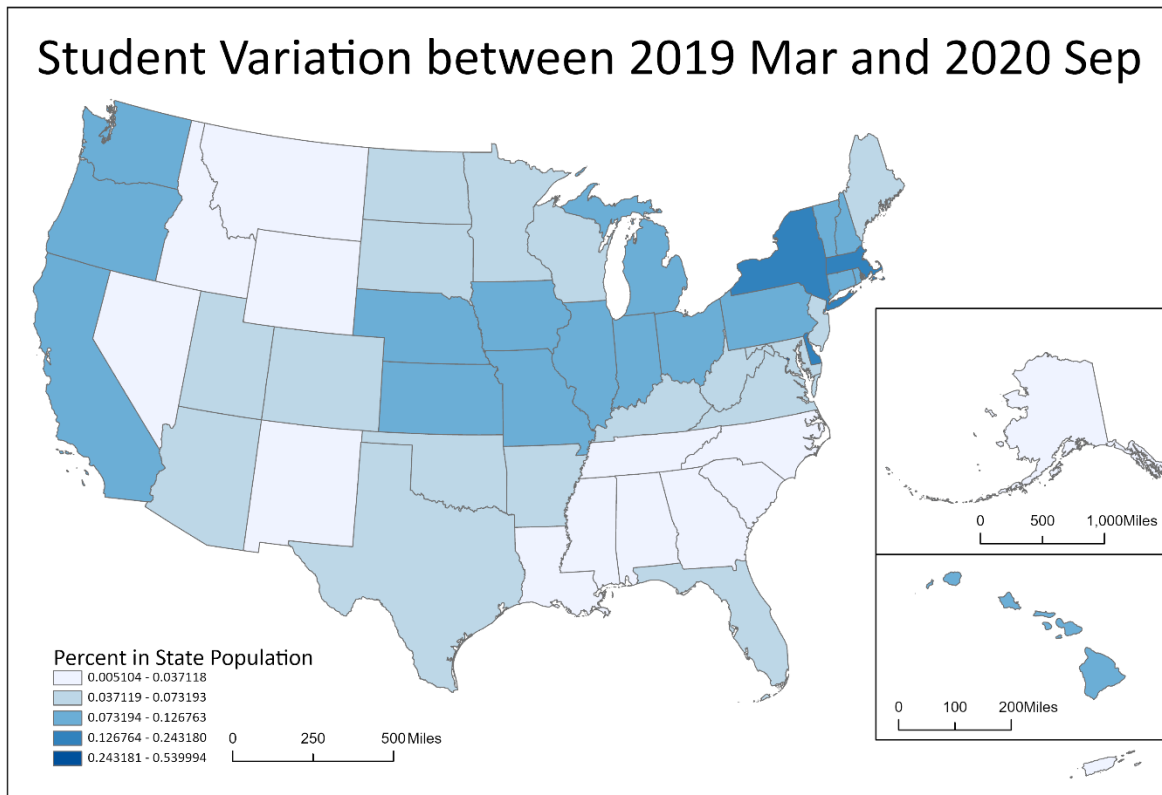 Student Variation between 2019 Mar and 2020 Sep
0 500 1,000Miles
Percent in State Population
0.005104 - 0.037118
0.037119 - 0.073193
0.073194 - 0.126763
0.126764 - 0.243180
0.243181 - 0.539994
0 250 500Miles
0 100 200Miles